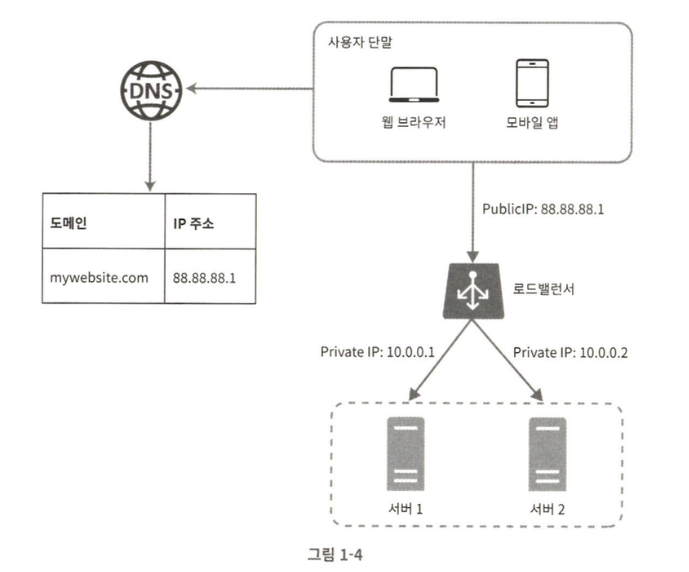 사용자 단말
DNS
웹 브라우저
모바일 앱
도메인
IP 주소
mywebsite.com
88.88.88.1
PublicIP: 88.88.88.1
로드밸런서
Private IP: 10.0.0.1
Private IP: 10.0.0.2
서버 1
서버 2
그림 1-4